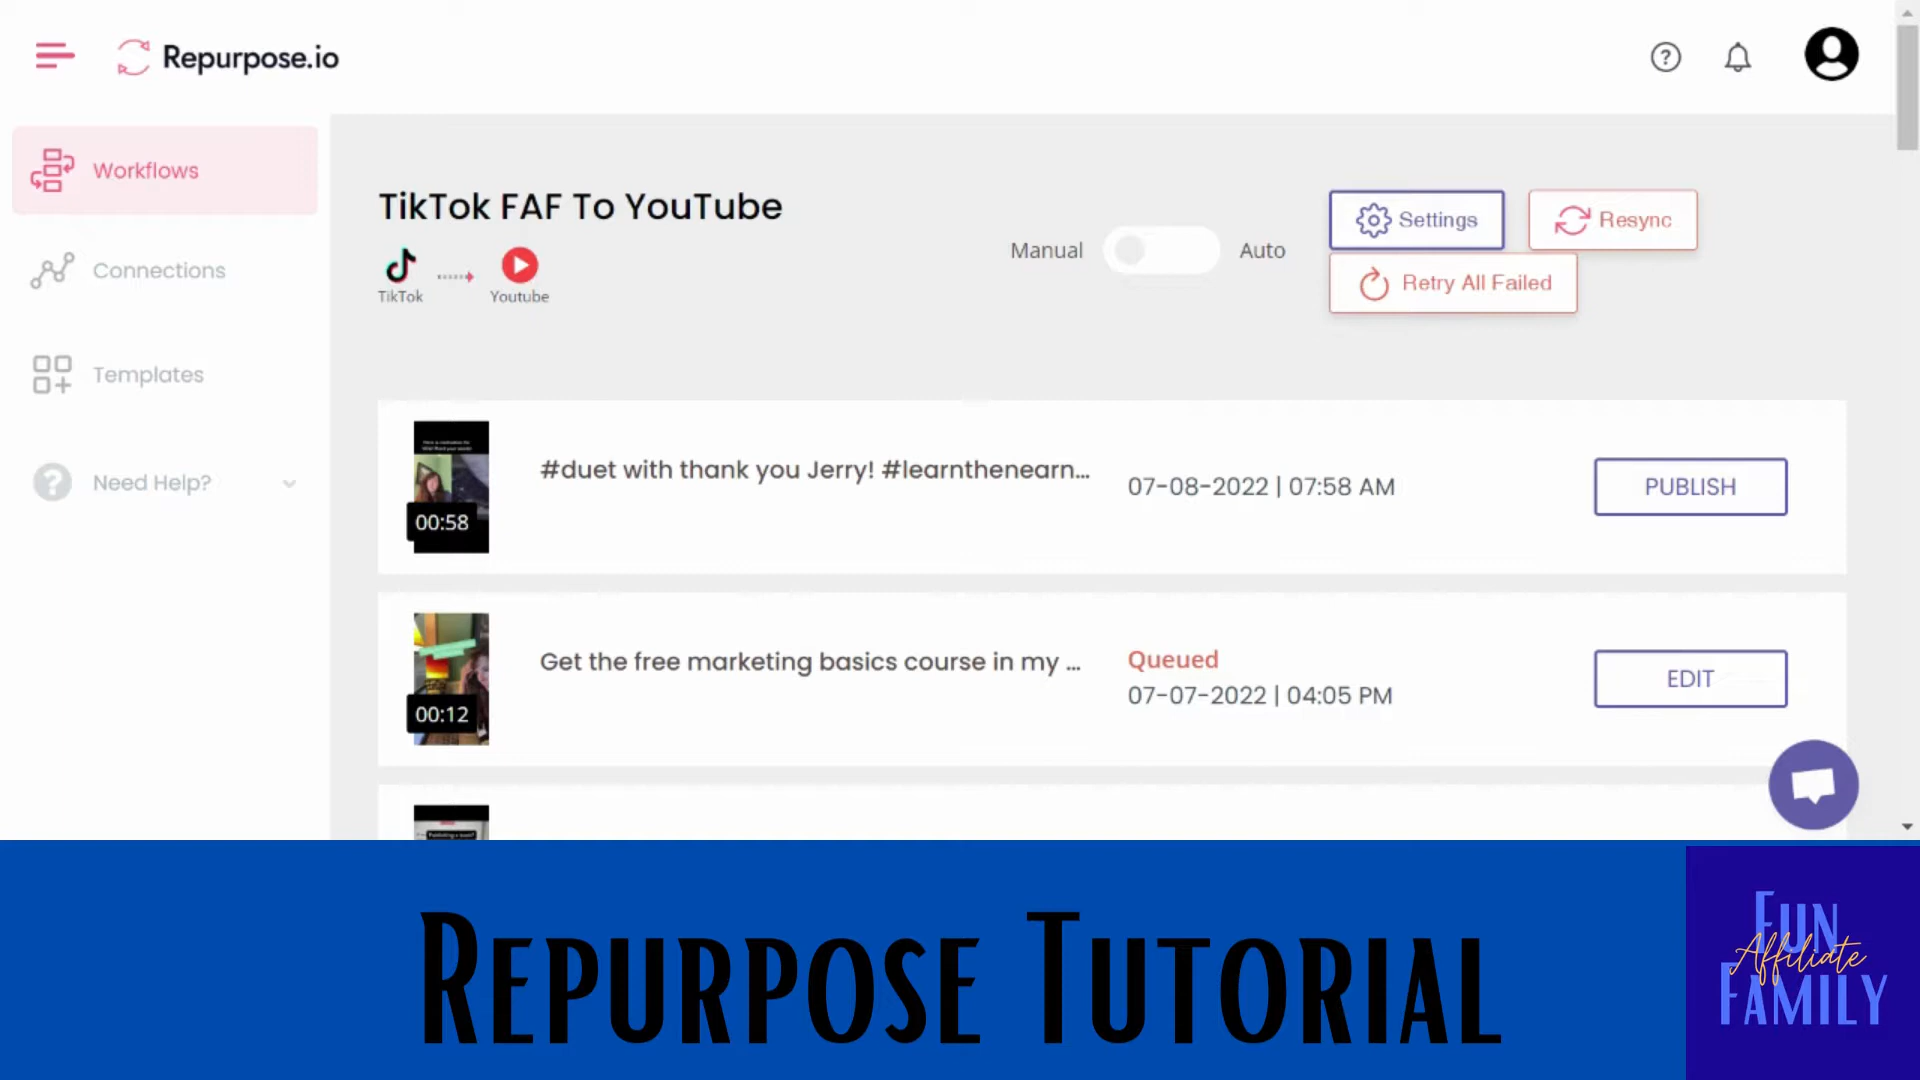 Repurpose.io
Workflows
Connections
Templates
Need Help?
TikTok FAF To YouTube
TikTok
Youtube
Manual
Auto
Settings
Resync
Retry All Failed
#duet with thank you Jerry! #learnthenearn...
07-08-2022 | 07:58 AM
PUBLISH
00:58
Get the free marketing basics course in my ...
Queued
07-07-2022 | 04:05 PM
EDIT
00:12
REPURPOSE TUTORIAL
FUN
Affiliate
FAMILY